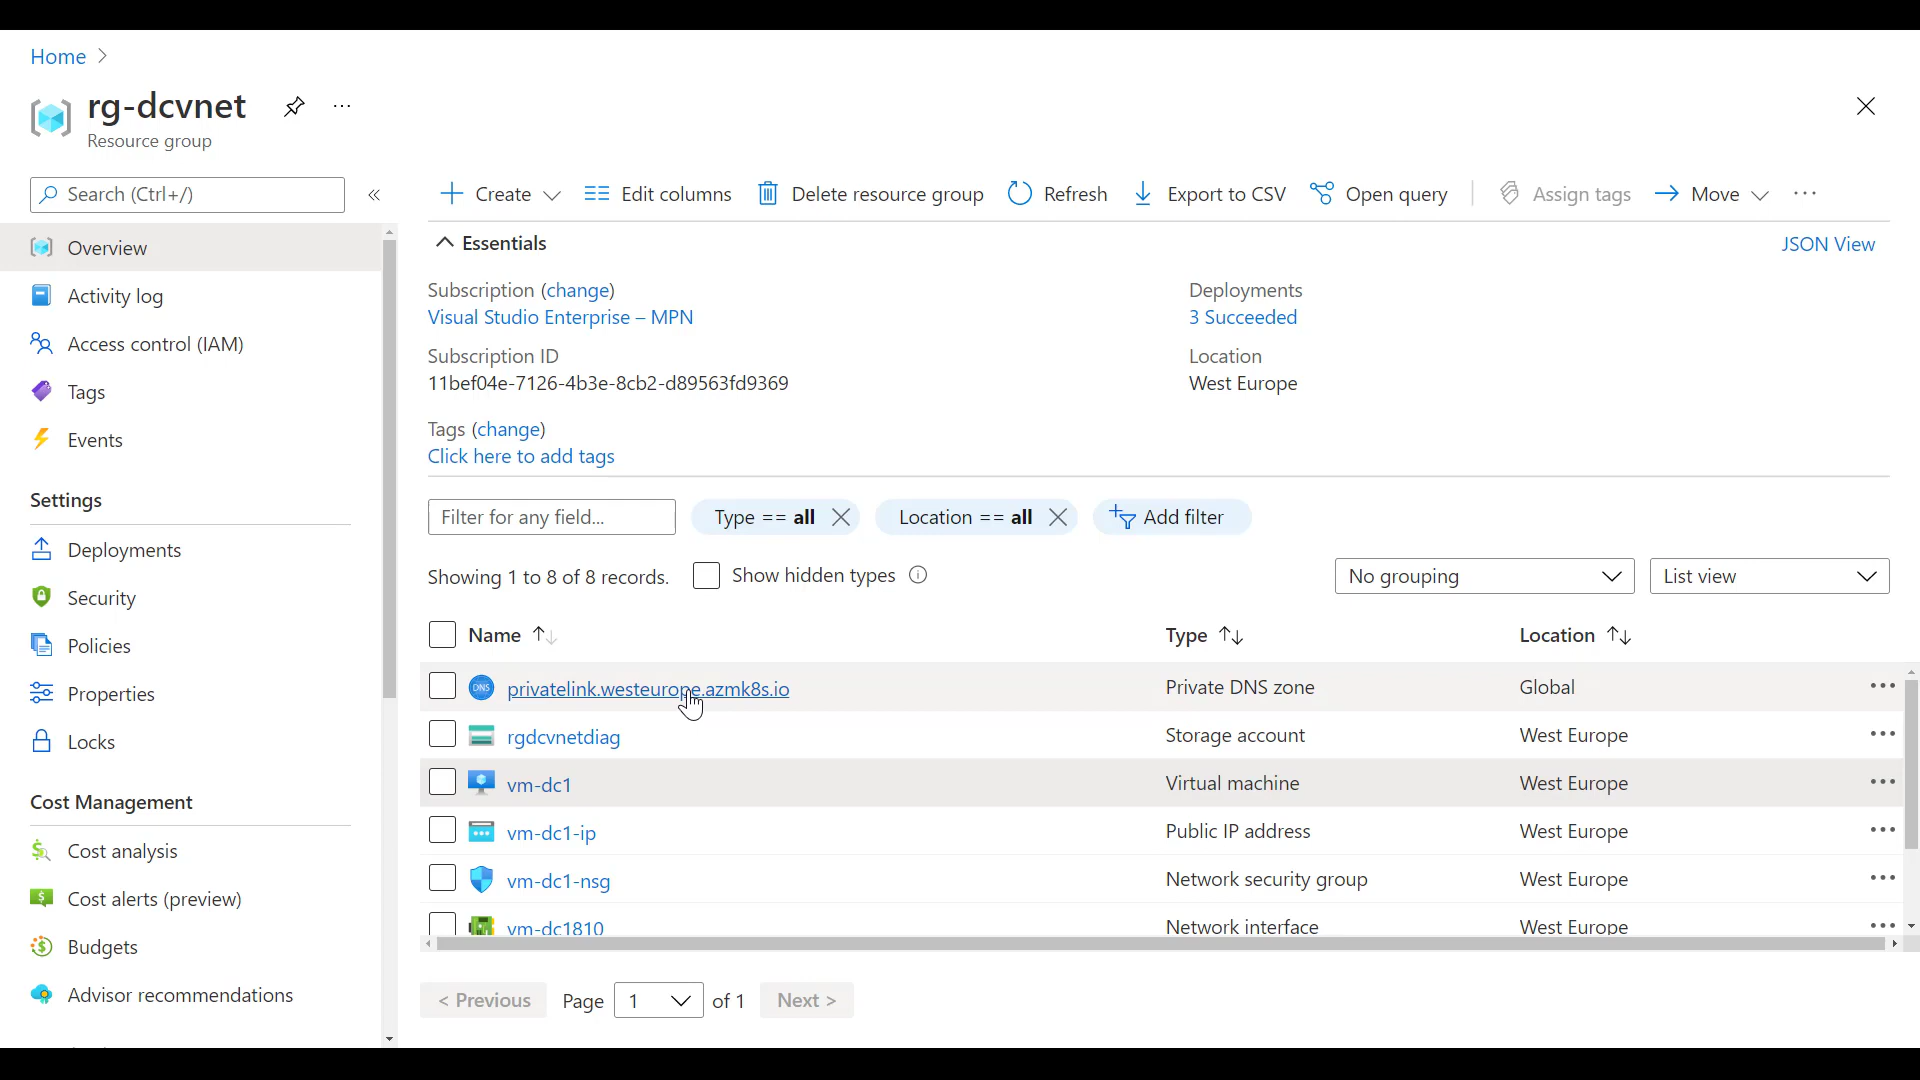 Home
rg-dcvnet
Resource group
Search (Ctrl+/)
Overview
Activity log
Access control (IAM)
Tags
Events
Settings
Deployments
Security
Policies
Properties
Locks
Cost Management
Cost analysis
Cost alerts (preview)
Budgets
Advisor recommendations
Create Edit columns Delete resource group Refresh Export to CSV Open query Assign tags Move
Essentials JSON View
Subscription (change) Deployments
Visual Studio Enterprise – MPN 3 Succeeded
Subscription ID Location
11bef04e-7126-4b3e-8cb2-d89563fd9369 West Europe
Tags (change)
Click here to add tags
Filter for any field... Type == all Location == all Add filter
Showing 1 to 8 of 8 records. Show hidden types No grouping List view
Name Type Location
DNS privatelink.westeurope.azmk8s.io Private DNS zone Global
rgdcvnetdiag Storage account West Europe
vm-dc1 Virtual machine West Europe
vm-dc1-ip Public IP address West Europe
vm-dc1-nsg Network security group West Europe
vm-dc1810 Network interface West Europe
< Previous Page 1 of 1 Next >